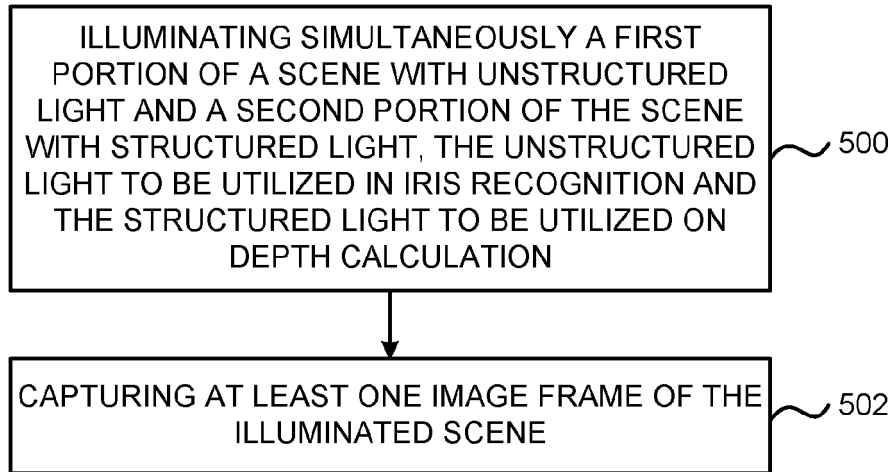 ILLUMINATING SIMULTANEOUSLY A FIRST
PORTION OF A SCENE WITH UNSTRUCTURED
LIGHT AND A SECOND PORTION OF THE SCENE
WITH STRUCTURED LIGHT, THE UNSTRUCTURED
LIGHT TO BE UTILIZED IN IRIS RECOGNITION AND
THE STRUCTURED LIGHT TO BE UTILIZED ON
DEPTH CALCULATION
500
CAPTURING AT LEAST ONE IMAGE FRAME OF THE
ILLUMINATED SCENE
502